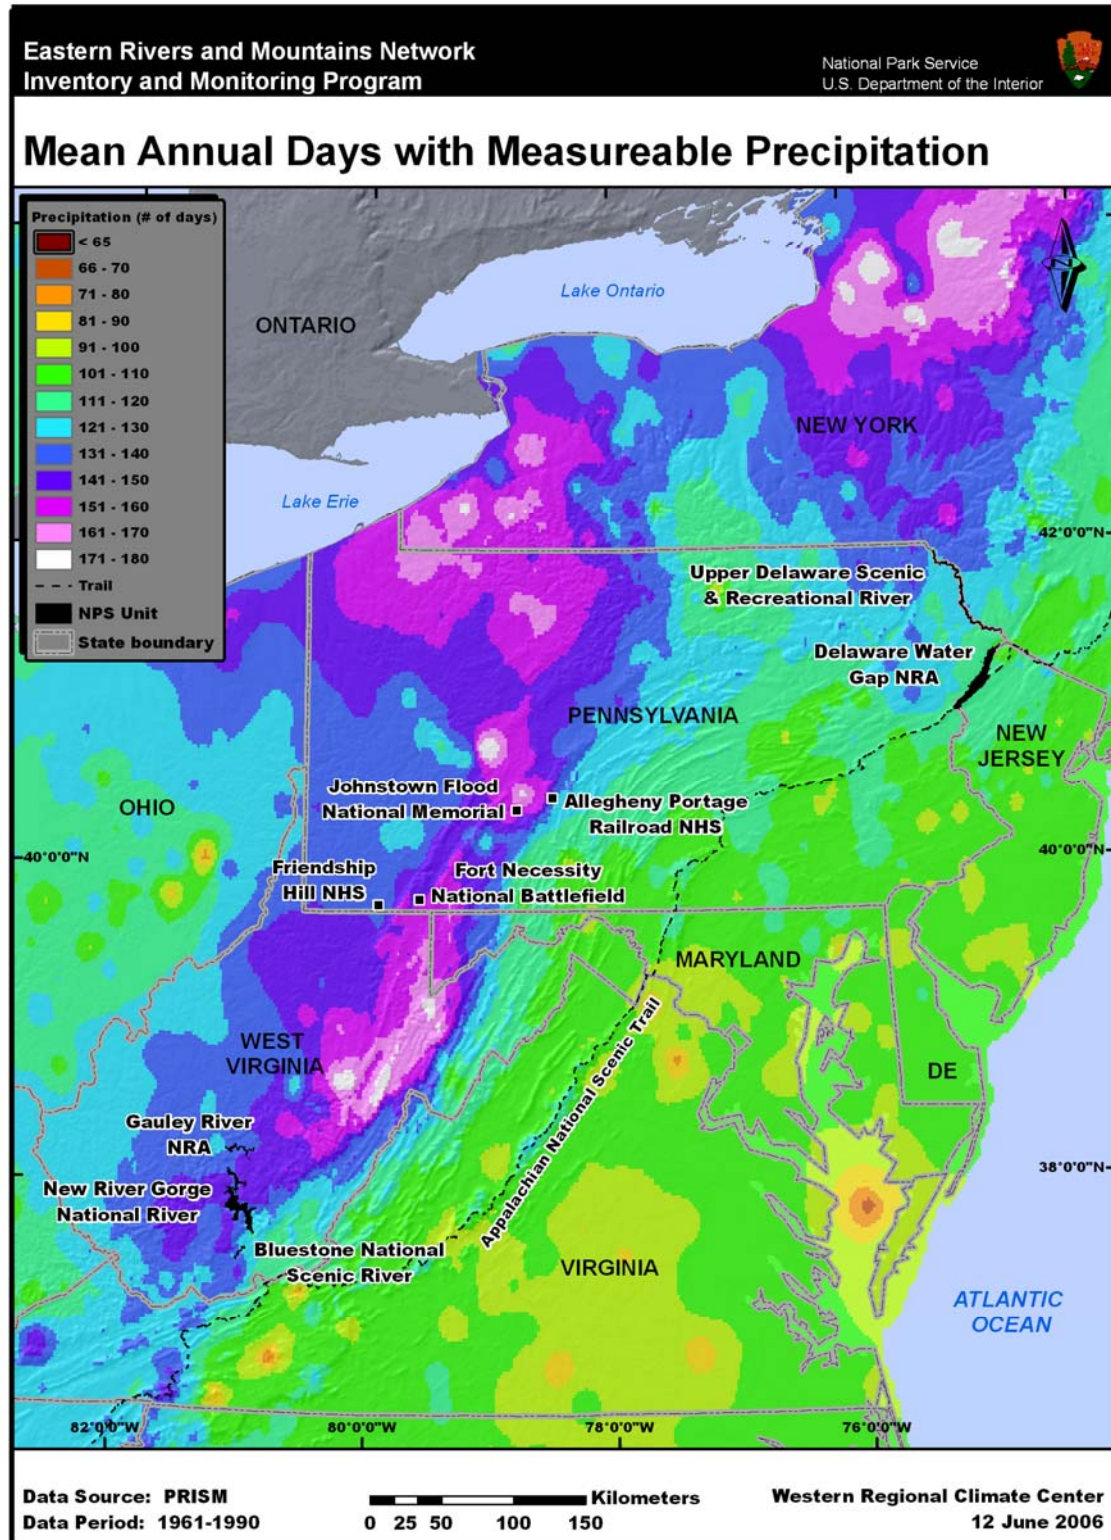 Eastern Rivers and Mountains Network
Inventory and Monitoring Program
National Park Service
U.S. Department of the Interior
Mean Annual Days with Measureable Precipitation
Precipitation (# of days)
< 65
66 - 70
71 - 80
81 - 90
91 - 100
101 - 110
111 - 120
121 - 130
131 - 140
141 - 150
151 - 160
161 - 170
171 - 180
Trail
NPS Unit
State boundary
N
Lake Ontario
ONTARIO
NEW YORK
Lake Erie
42°0'0"N
Upper Delaware Scenic
& Recreational River
Delaware Water
Gap NRA
PENNSYLVANIA
NEW
JERSEY
OHIO
Johnstown Flood
National Memorial
Allegheny Portage
Railroad NHS
40°0'0"N
40°0'0"N
Friendship
Hill NHS
Fort Necessity
National Battlefield
MARYLAND
WEST
VIRGINIA
DE
Appalachian National Scenic Trail
Gauley River
NRA
38°0'0"N
New River Gorge
National River
Bluestone National
Scenic River
VIRGINIA
ATLANTIC
OCEAN
82°0'0"W
80°0'0"W
78°0'0"W
76°0'0"W
Data Source: PRISM
Data Period: 1961-1990
Kilometers
0 25 50 100 150
Western Regional Climate Center
12 June 2006